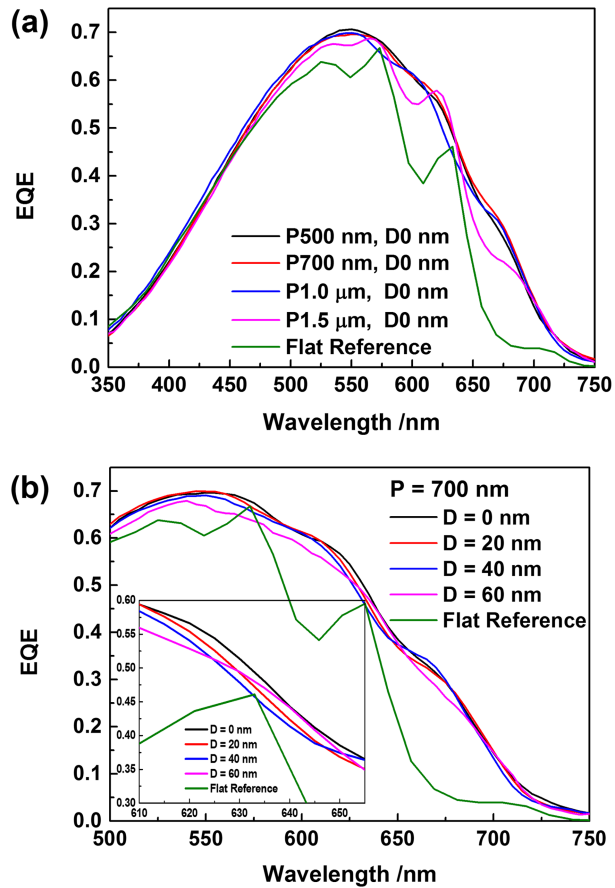 (a)
EQE
0.7
0.6
0.5
0.4
0.3
0.2
0.1
0.0
P500 nm, D0 nm
P700 nm, D0 nm
P1.0 μm, D0 nm
P1.5 μm, D0 nm
Flat Reference
350 400 450 500 550 600 650 700 750
Wavelength /nm
(b)
EQE
0.7
0.6
0.5
0.4
0.3
0.2
0.1
0.0
P = 700 nm
D = 0 nm
D = 20 nm
D = 40 nm
D = 60 nm
Flat Reference
0.60
0.55
0.50
0.45
0.40
0.35
0.30
D = 0 nm
D = 20 nm
D = 40 nm
D = 60 nm
Flat Reference
610 620 630 640 650
500 550 600 650 700 750
Wavelength /nm